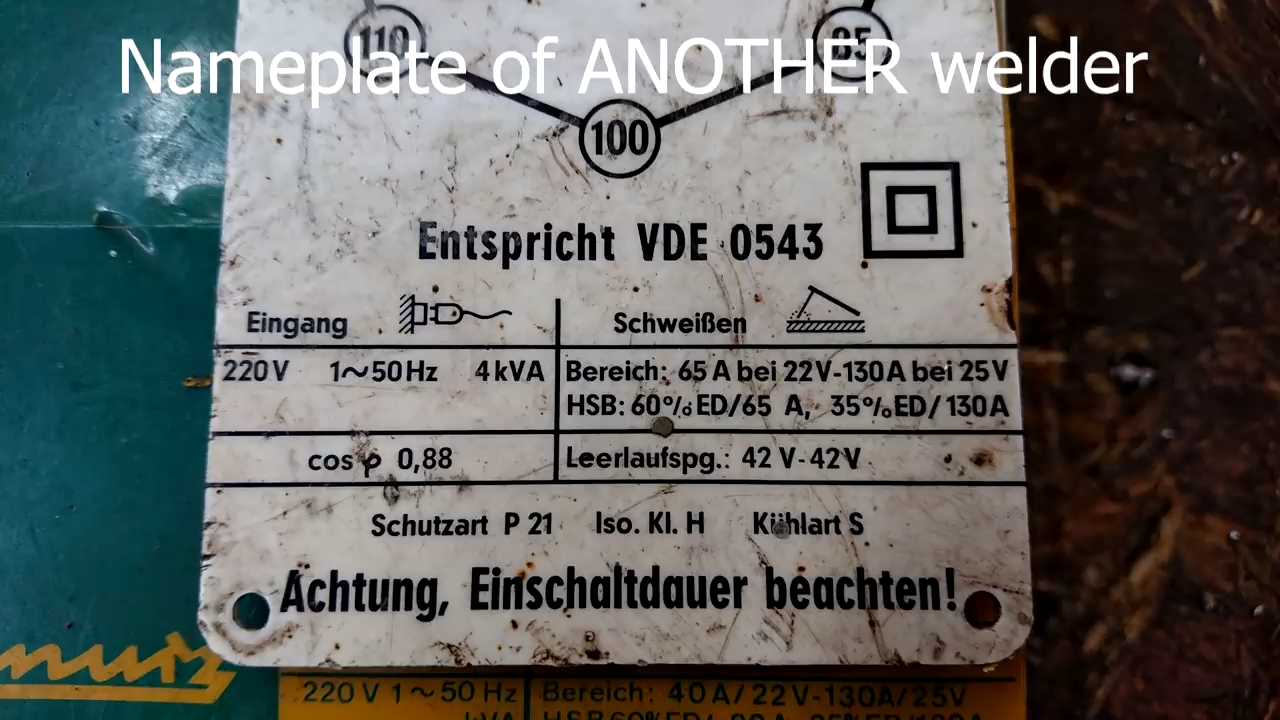 Nameplate of ANOTHER welder
110
85
100
Entspricht VDE 0543
Eingang
Schweißen
220V 1~50Hz 4kVA
Bereich: 65 A bei 22V-130A bei 25V
HSB: 60% ED/65 A, 35% ED/130A
cos φ 0,88
Leerlaufspg.: 42 V-42V
Schutzart P 21 Iso. Kl. H Kühlart S
Achtung, Einschaltdauer beachten!
220 V 1~50 Hz
Bereich: 40A/22V-130A/25V
kVA